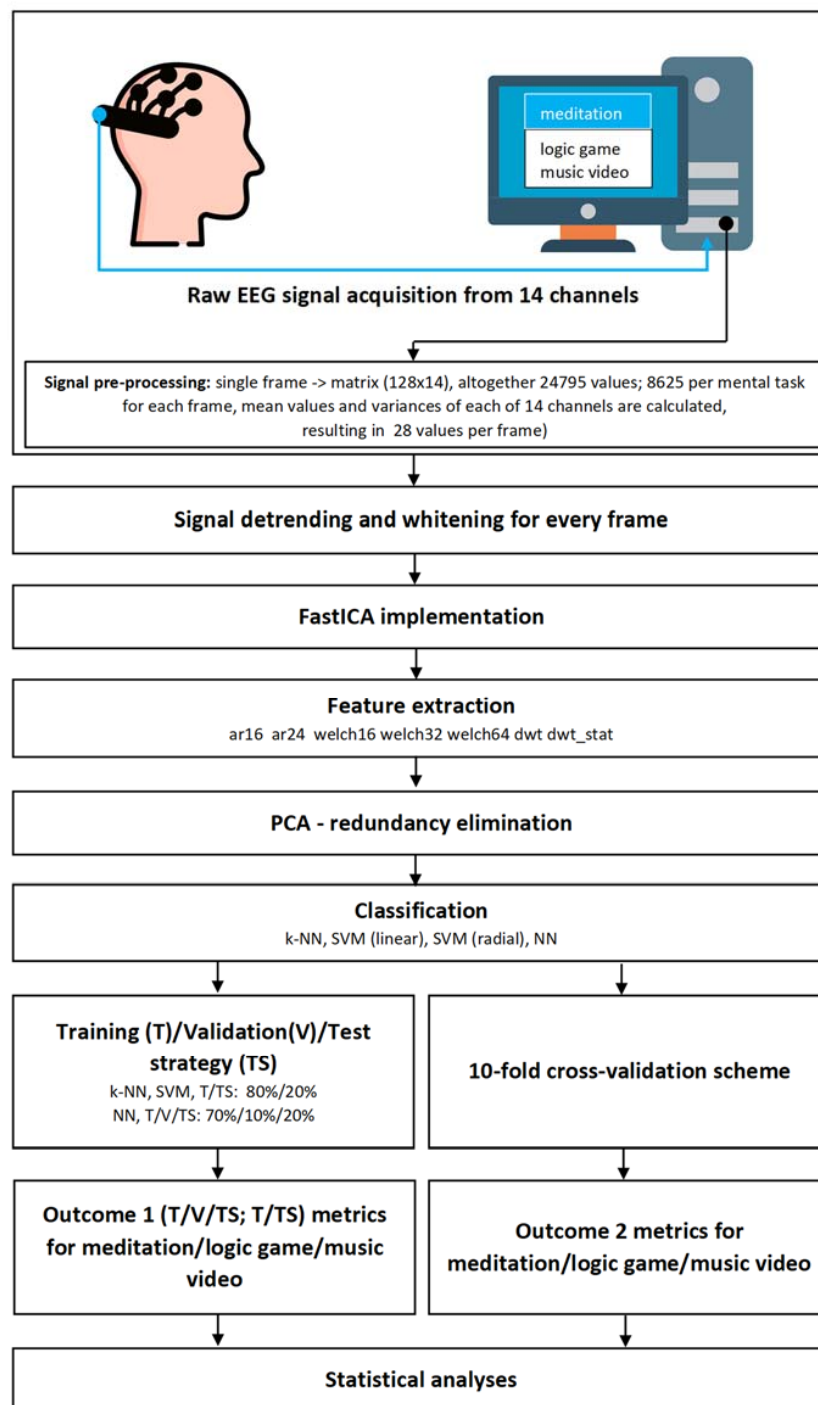 meditation
logic game
music video
Raw EEG signal acquisition from 14 channels
Signal pre-processing: single frame -> matrix (128x14), altogether 24795 values; 8625 per mental task
for each frame, mean values and variances of each of 14 channels are calculated,
resulting in 28 values per frame)
Signal detrending and whitening for every frame
FastICA implementation
Feature extraction
ar16 ar24 welch16 welch32 welch64 dwt dwt_stat
PCA - redundancy elimination
Classification
k-NN, SVM (linear), SVM (radial), NN
Training (T)/Validation(V)/Test
strategy (TS)
k-NN, SVM, T/TS: 80%/20%
NN, T/V/TS: 70%/10%/20%
10-fold cross-validation scheme
Outcome 1 (T/V/TS; T/TS) metrics
for meditation/logic game/music
video
Outcome 2 metrics for
meditation/logic game/music video
Statistical analyses